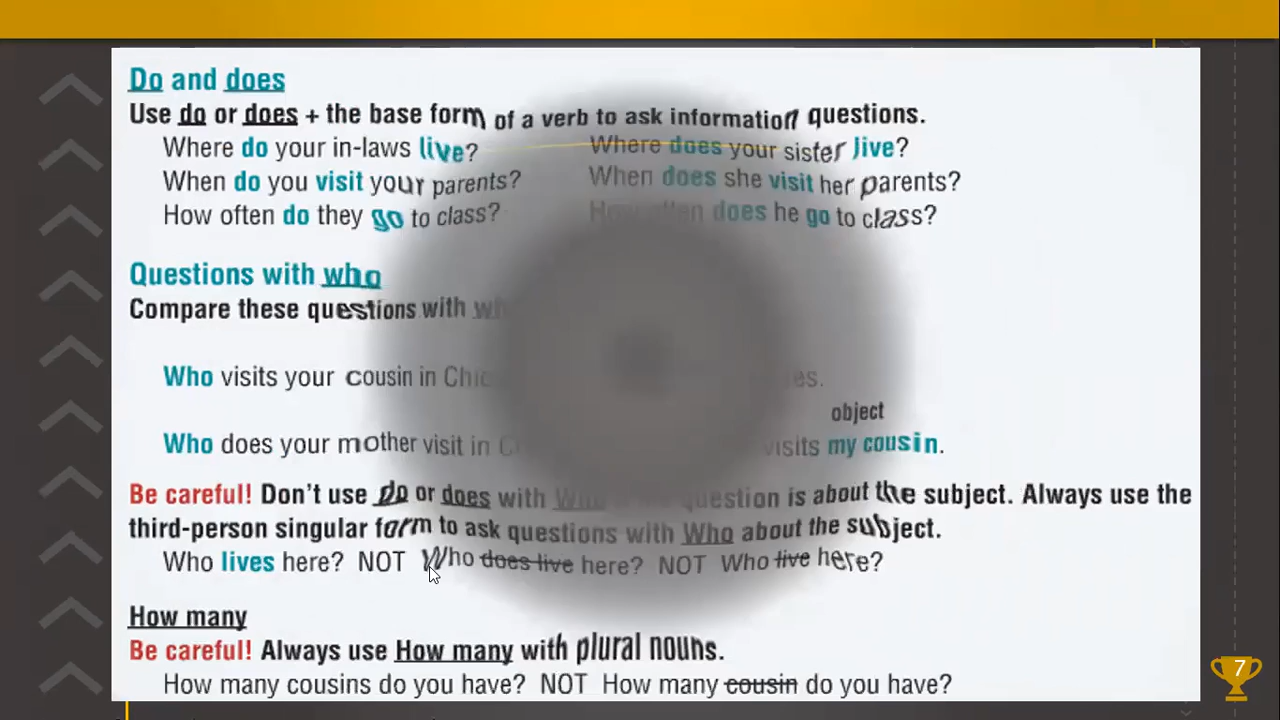 Do and does
Use do or does + the base form of a verb to ask information questions.
Where do your in-laws live? Where does your sister live?
When do you visit your parents? When does she visit her parents?
How often do they go to class? How often does he go to class?
Questions with who
Compare these questions with
Who visits your cousin in
object
Who does your mother visit in visits my cousin.
Be careful! Don't use do or does with Who question is about the subject. Always use the
third-person singular form to ask questions with Who about the subject.
Who lives here? NOT Who does live here? NOT Who live here?
How many
Be careful! Always use How many with plural nouns.
How many cousins do you have? NOT How many cousin do you have?
7